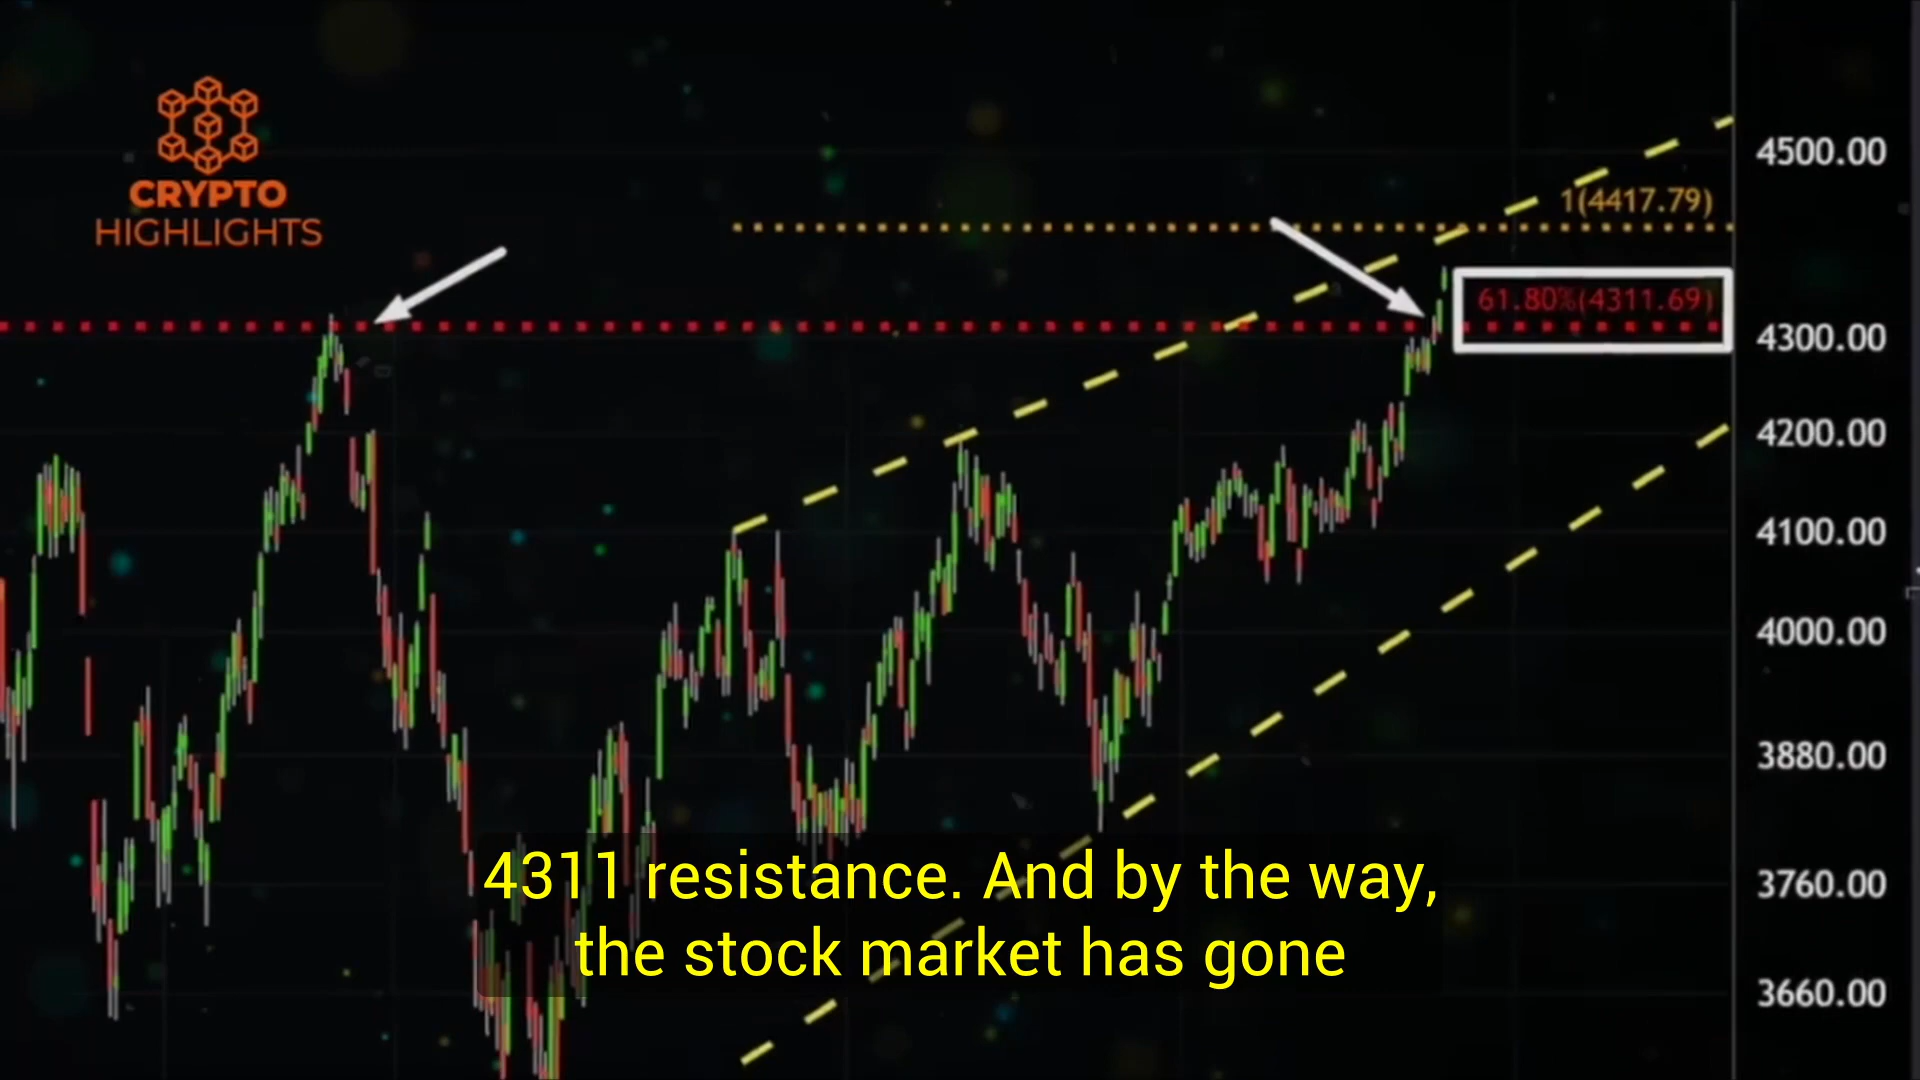 CRYPTO
HIGHLIGHTS
4500.00
1(4417.79)
61.80%(4311.69)
4300.00
4200.00
4100.00
4000.00
3880.00
3760.00
3660.00
4311 resistance. And by the way,
the stock market has gone